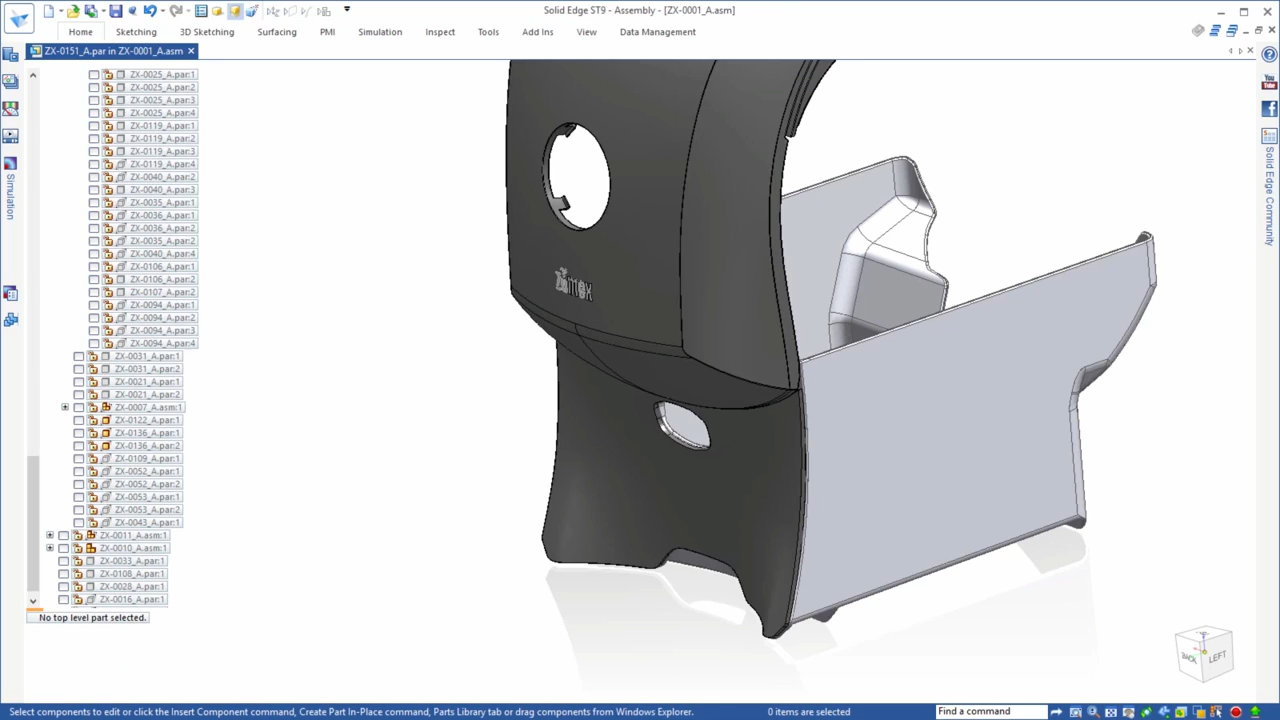 Solid Edge ST9 - Assembly - [ZX-0001_A.asm]
Home Sketching 3D Sketching Surfacing PMI Simulation Inspect Tools Add Ins View Data Management
ZX-0151_A.par in ZX-0001_A.asm
ZX-0025_A.par:1
ZX-0025_A.par:2
ZX-0025_A.par:3
ZX-0025_A.par:4
ZX-0119_A.par:1
ZX-0119_A.par:2
ZX-0119_A.par:3
ZX-0119_A.par:4
ZX-0040_A.par:2
ZX-0040_A.par:3
ZX-0035_A.par:1
ZX-0036_A.par:1
ZX-0036_A.par:2
ZX-0035_A.par:2
ZX-0040_A.par:4
ZX-0106_A.par:1
ZX-0106_A.par:2
ZX-0107_A.par:2
ZX-0094_A.par:1
ZX-0094_A.par:2
ZX-0094_A.par:3
ZX-0094_A.par:4
ZX-0031_A.par:1
ZX-0031_A.par:2
ZX-0021_A.par:1
ZX-0021_A.par:2
ZX-0007_A.asm:1
ZX-0122_A.par:1
ZX-0136_A.par:1
ZX-0136_A.par:2
ZX-0109_A.par:1
ZX-0052_A.par:1
ZX-0052_A.par:2
ZX-0053_A.par:1
ZX-0053_A.par:2
ZX-0043_A.par:1
ZX-0011_A.asm:1
ZX-0010_A.asm:1
ZX-0033_A.par:1
ZX-0108_A.par:1
ZX-0028_A.par:1
ZX-0016_A.par:1
No top level part selected.
Simulation
You
Tube
Solid Edge Community
BACK
LEFT
Select components to edit or click the Insert Component command, Create Part In-Place command, Parts Library tab or drag components from Windows Explorer.
0 items are selected
Find a command